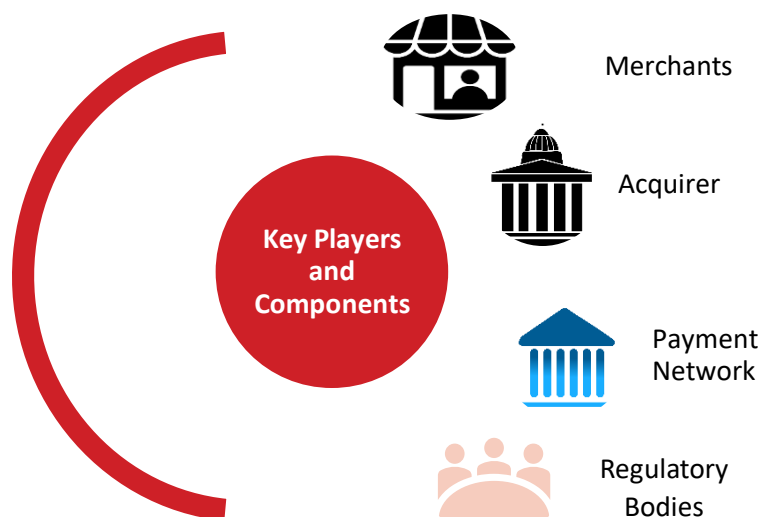 Merchants
Acquirer
Key Players
and
Components
Payment
Network
Regulatory
Bodies